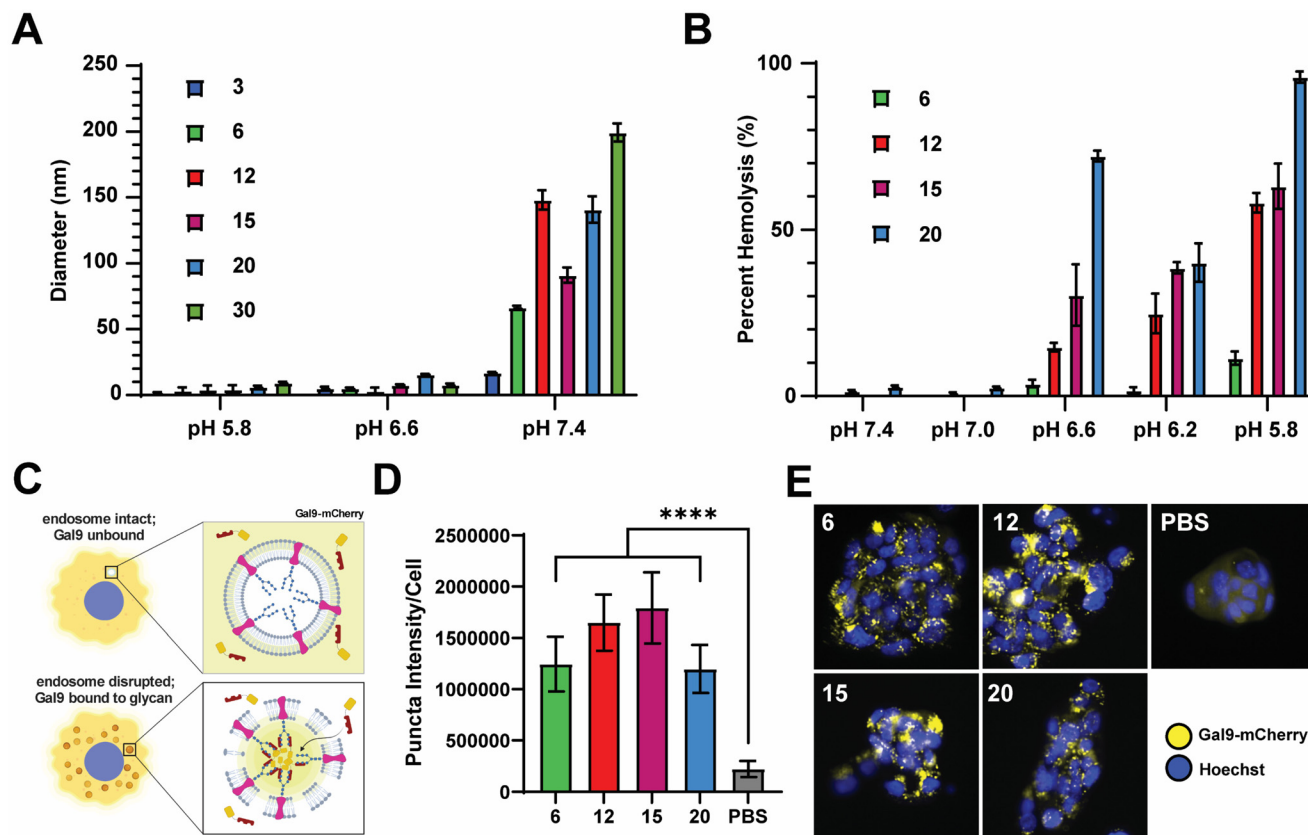 A
Diameter (nm)
250
200
150
100
50
0
3
6
12
15
20
30
pH 5.8
pH 6.6
pH 7.4
B
Percent Hemolysis (%)
100
50
0
6
12
15
20
pH 7.4
pH 7.0
pH 6.6
pH 6.2
pH 5.8
C
endosome intact;
Gal9 unbound
Gal9-mCherry
endosome disrupted;
Gal9 bound to glycan
D
Puncta Intensity/Cell
2500000
2000000
1500000
1000000
500000
0
****
6
12
15
20
PBS
E
6
12
PBS
15
20
Gal9-mCherry
Hoechst